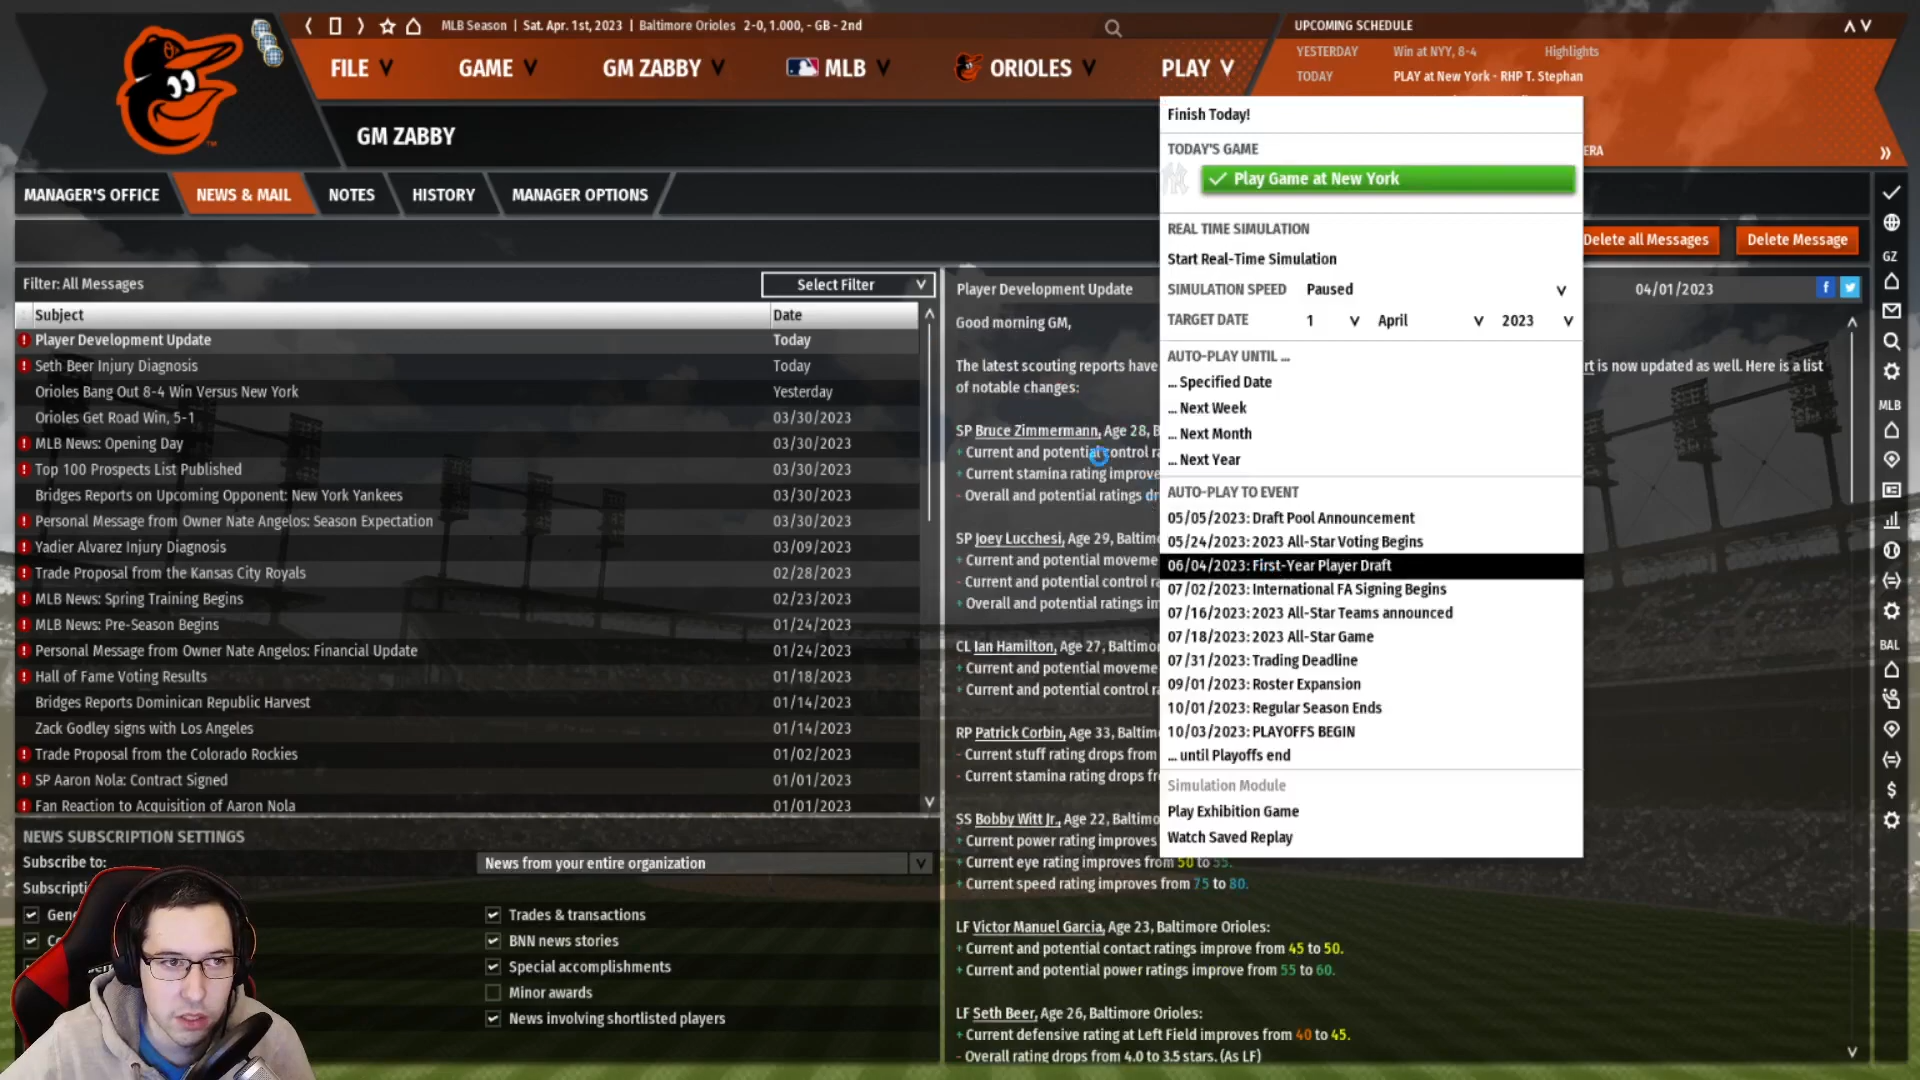 MLB Season | Sat. Apr. 1st, 2023 | Baltimore Orioles 2-0, 1.000, - GB - 2nd
FILE GAME GM ZABBY MLB ORIOLES PLAY
UPCOMING SCHEDULE
YESTERDAY Win at NYY, 8-4 Highlights
TODAY PLAY at New York - RHP T. Stephan
ERA
GM ZABBY
MANAGER'S OFFICE NEWS & MAIL NOTES HISTORY MANAGER OPTIONS
Delete all Messages Delete Message
Filter: All Messages Select Filter
Subject Date
Player Development Update Today
Seth Beer Injury Diagnosis Today
Orioles Bang Out 8-4 Win Versus New York Yesterday
Orioles Get Road Win, 5-1 03/30/2023
MLB News: Opening Day 03/30/2023
Top 100 Prospects List Published 03/30/2023
Bridges Reports on Upcoming Opponent: New York Yankees 03/30/2023
Personal Message from Owner Nate Angelos: Season Expectation 03/30/2023
Yadier Alvarez Injury Diagnosis 03/09/2023
Trade Proposal from the Kansas City Royals 02/28/2023
MLB News: Spring Training Begins 02/23/2023
MLB News: Pre-Season Begins 01/24/2023
Personal Message from Owner Nate Angelos: Financial Update 01/24/2023
Hall of Fame Voting Results 01/18/2023
Bridges Reports Dominican Republic Harvest 01/14/2023
Zack Godley signs with Los Angeles 01/14/2023
Trade Proposal from the Colorado Rockies 01/02/2023
SP Aaron Nola: Contract Signed 01/01/2023
Fan Reaction to Acquisition of Aaron Nola 01/01/2023
NEWS SUBSCRIPTION SETTINGS
Subscribe to: News from your entire organization
Trades & transactions
BNN news stories
Special accomplishments
Minor awards
News involving shortlisted players
Player Development Update 04/01/2023
Good morning GM,
The latest scouting reports have is now updated as well. Here is a list
of notable changes:
SP Bruce Zimmermann, Age 28,
+ Current and potential control
+ Current stamina rating improve
- Overall and potential ratings
SP Joey Lucchesi, Age 29, Baltim
+ Current and potential moveme
- Current and potential control
+ Overall and potential ratings im
CL Ian Hamilton, Age 27, Baltimo
+ Current and potential moveme
+ Current and potential control
RP Patrick Corbin, Age 33, Baltim
- Current stuff rating drops from
- Current stamina rating drops
SS Bobby Witt Jr., Age 22, Baltimo
+ Current power rating improves
+ Current eye rating improves from 50 to 55.
+ Current speed rating improves from 75 to 80.
LF Victor Manuel Garcia, Age 23, Baltimore Orioles:
+ Current and potential contact ratings improve from 45 to 50.
+ Current and potential power ratings improve from 55 to 60.
LF Seth Beer, Age 26, Baltimore Orioles:
+ Current defensive rating at Left Field improves from 40 to 45.
- Overall rating drops from 4.0 to 3.5 stars. (As LF)
Finish Today!
TODAY'S GAME
Play Game at New York
REAL TIME SIMULATION
Start Real-Time Simulation
SIMULATION SPEED Paused
TARGET DATE 1 April 2023
AUTO-PLAY UNTIL ...
... Specified Date
... Next Week
... Next Month
... Next Year
AUTO-PLAY TO EVENT
05/05/2023: Draft Pool Announcement
05/24/2023: 2023 All-Star Voting Begins
06/04/2023: First-Year Player Draft
07/02/2023: International FA Signing Begins
07/16/2023: 2023 All-Star Teams announced
07/18/2023: 2023 All-Star Game
07/31/2023: Trading Deadline
09/01/2023: Roster Expansion
10/01/2023: Regular Season Ends
10/03/2023: PLAYOFFS BEGIN
... until Playoffs end
Simulation Module
Play Exhibition Game
Watch Saved Replay
GZ
MLB
BAL